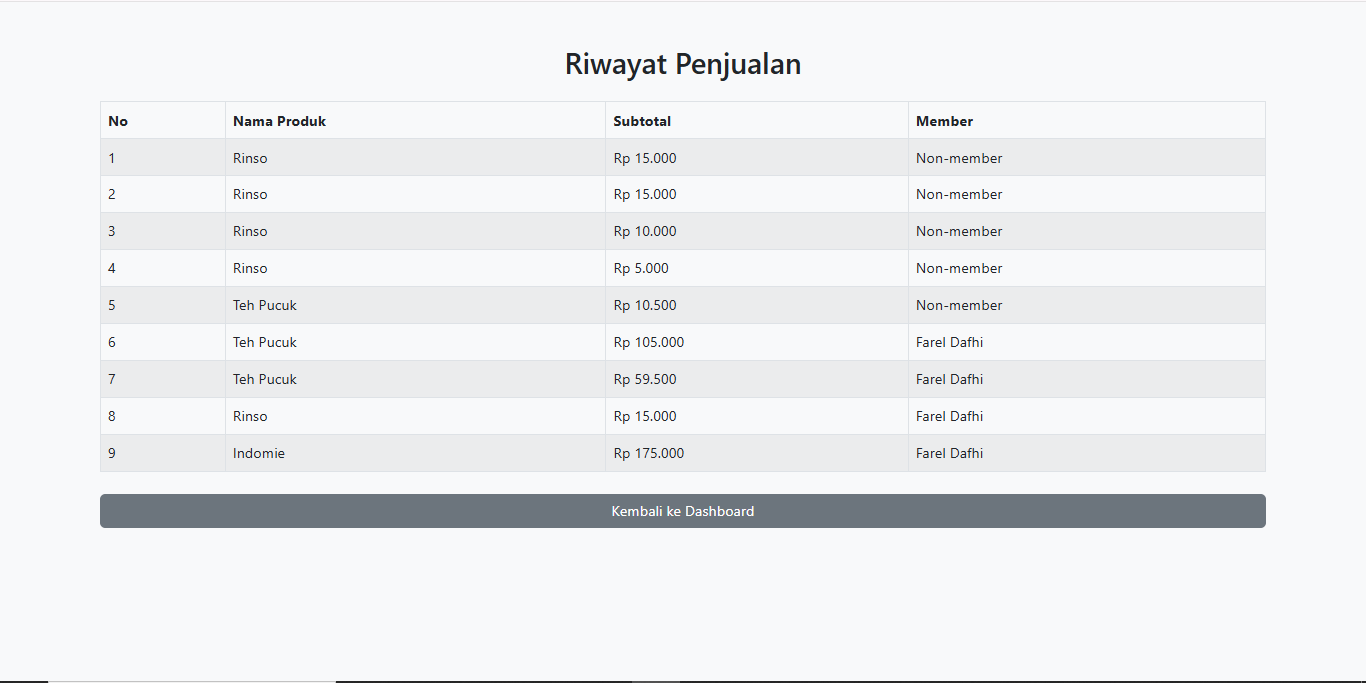 Riwayat Penjualan
No Nama Produk Subtotal Member
1 Rinso Rp 15.000 Non-member
2 Rinso Rp 15.000 Non-member
3 Rinso Rp 10.000 Non-member
4 Rinso Rp 5.000 Non-member
5 Teh Pucuk Rp 10.500 Non-member
6 Teh Pucuk Rp 105.000 Farel Dafhi
7 Teh Pucuk Rp 59.500 Farel Dafhi
8 Rinso Rp 15.000 Farel Dafhi
9 Indomie Rp 175.000 Farel Dafhi
Kembali ke Dashboard